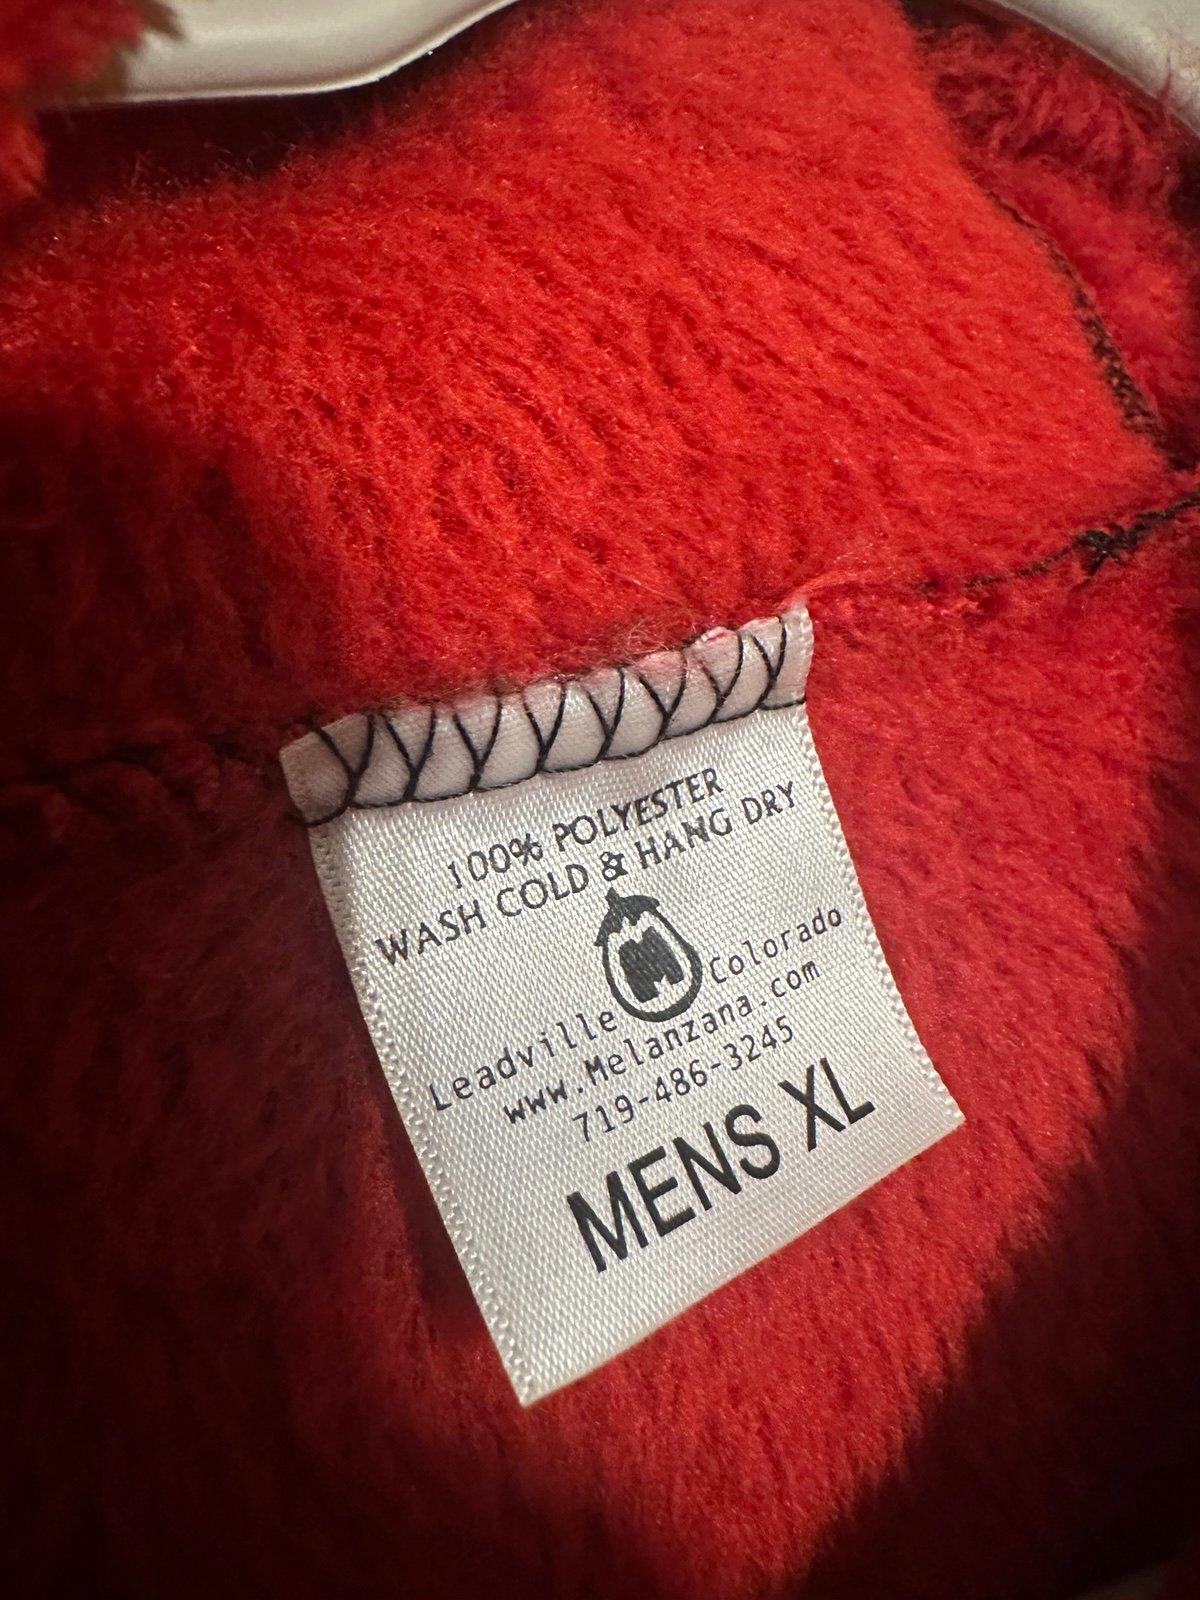 100% POLYESTER
WASH COLD & HANG DRY
M
Leadville Colorado
www.Melanzana.com
719-486-3245
MENS XL